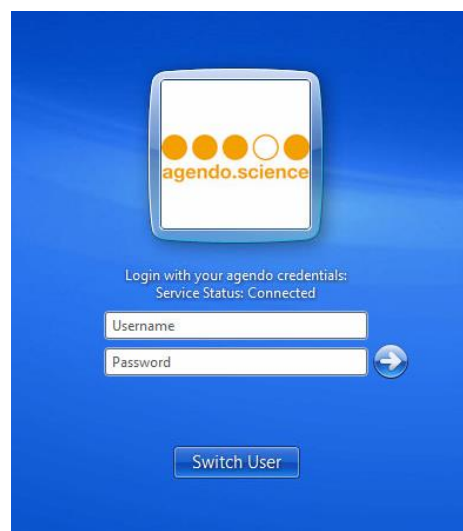 agendo.science
Login with your agendo credentials:
Service Status: Connected
Username
Password
Switch User